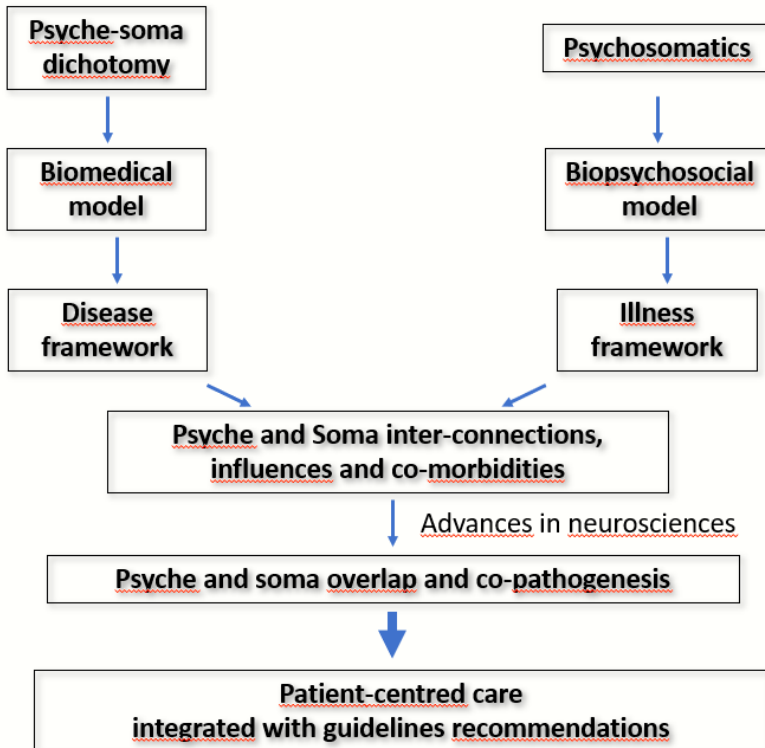 Psyche-soma
dichotomy
Psychosomatics
Biomedical
model
Biopsychosocial
model
Disease
framework
Illness
framework
Psyche and Soma inter-connections,
influences and co-morbidities
Advances in neurosciences
Psyche and soma overlap and co-pathogenesis
Patient-centred care
integrated with guidelines recommendations